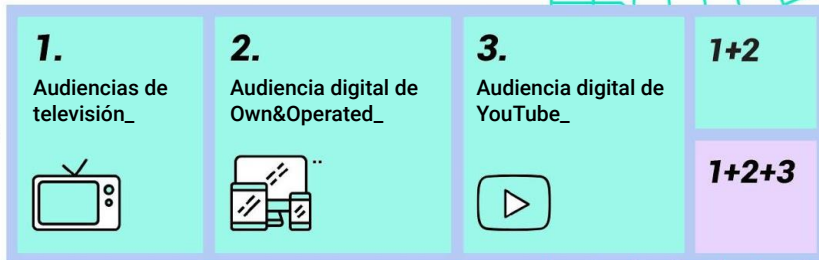 1.
Audiencias de
televisión_
2.
Audiencia digital de
Own&Operated_
3.
Audiencia digital de
YouTube_
1+2
1+2+3